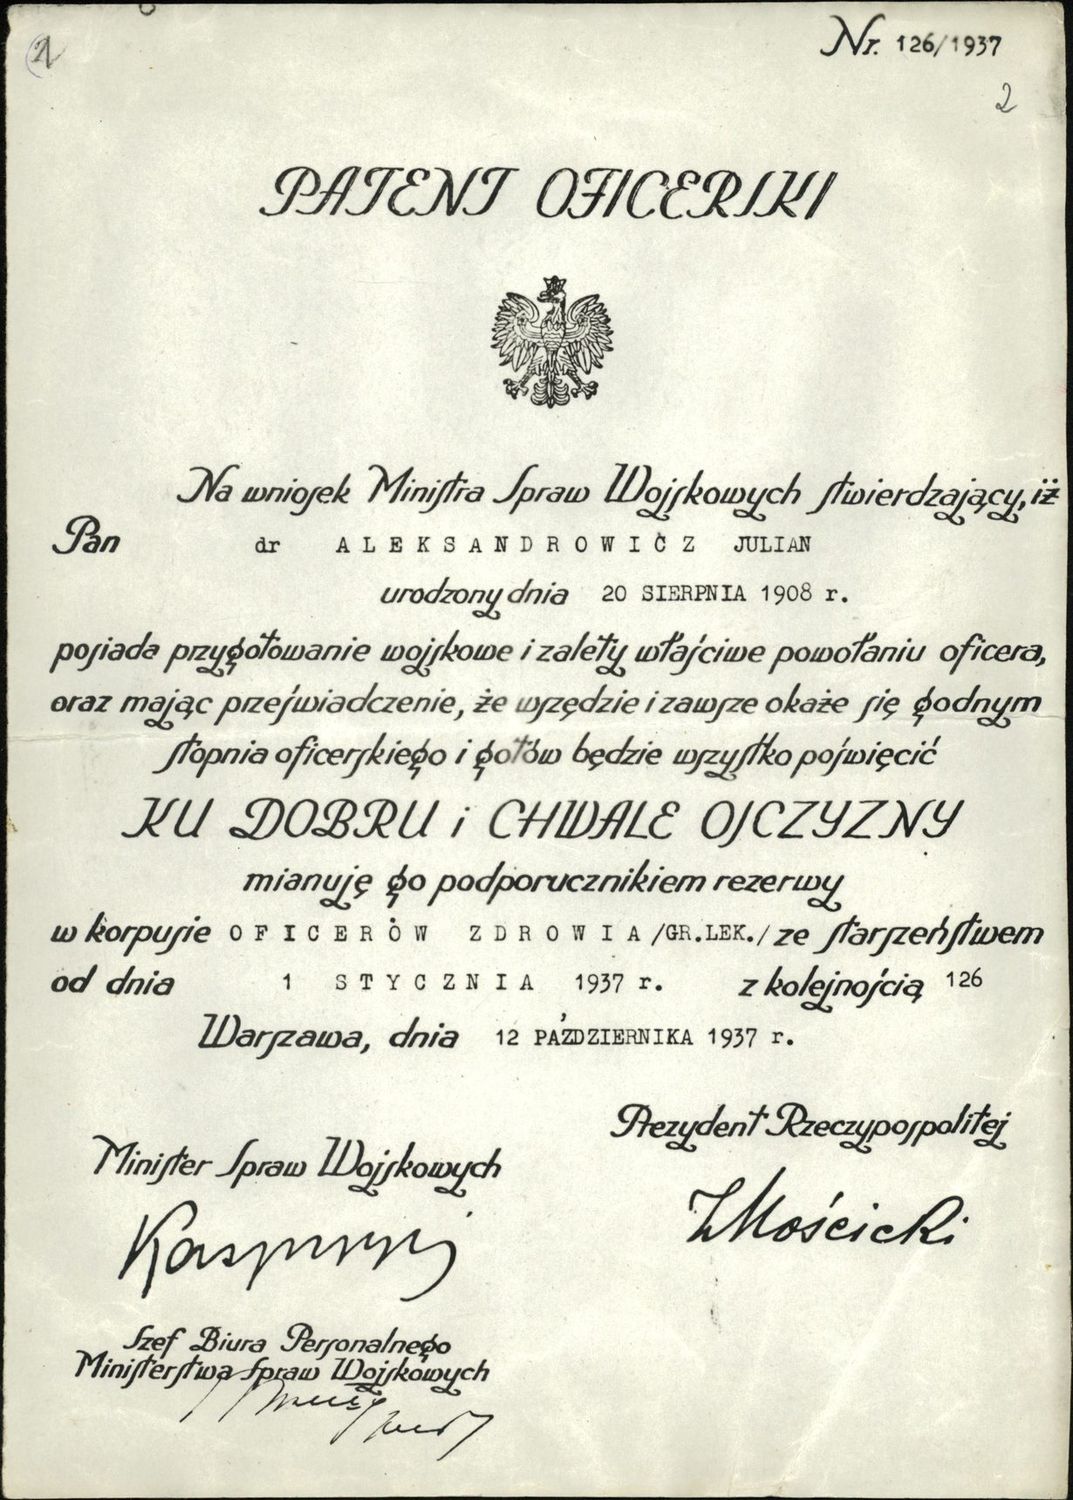 2
Nr. 126/1937
2
PATENT OFICERSKI
Na wniosek Ministra Spraw Wojskowych stwierdzający, iż
Pan dr ALEKSANDROWICZ JULIAN
urodzony dnia 20 SIERPNIA 1908 r.
posiada przygotowanie wojskowe i zalety właściwe powołaniu oficera,
oraz mając przeświadczenie, że wszędzie i zawsze okaże się godnym
stopnia oficerskiego i gotów będzie wszystko poświęcić
KU DOBRU i CHWALE OJCZYZNY
mianuję go podporucznikiem rezerwy
w korpusie OFICERÓW ZDROWIA /GR.LEK./ ze starszeństwem
od dnia 1 STYCZNIA 1937 r. z kolejnością 126
Warszawa, dnia 12 PAŹDZIERNIKA 1937 r.
Prezydent Rzeczypospolitej
Minister Spraw Wojskowych
IMościcki
Kasprzycki
Szef Biura Personalnego
Ministerstwa Spraw Wojskowych